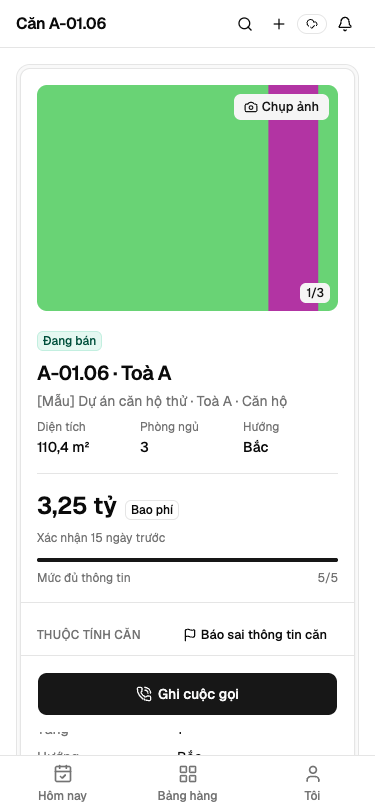 Căn A-01.06
Chụp ảnh
1/3
Đang bán
A-01.06 · Toà A
[Mẫu] Dự án căn hộ thử · Toà A · Căn hộ
Diện tích Phòng ngủ Hướng
110,4 m² 3 Bắc
3,25 tỷ Bao phí
Xác nhận 15 ngày trước
Mức đủ thông tin 5/5
THUỘC TÍNH CĂN Báo sai thông tin căn
Ghi cuộc gọi
Hôm nay Bảng hàng Tôi